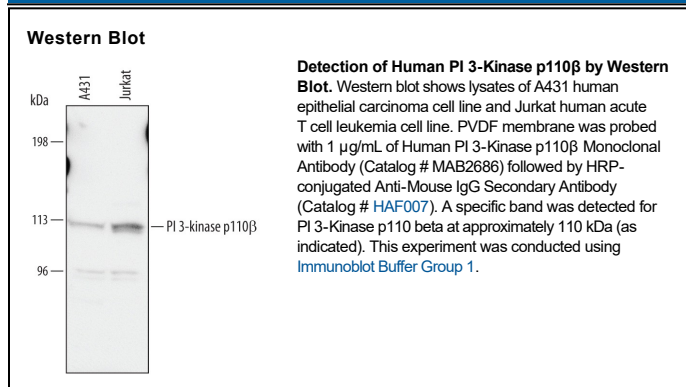 Western Blot
A431
Jurkat
kDa
198
113
PI 3-kinase p110β
96
Detection of Human PI 3-Kinase p110β by Western
Blot. Western blot shows lysates of A431 human
epithelial carcinoma cell line and Jurkat human acute
T cell leukemia cell line. PVDF membrane was probed
with 1 µg/mL of Human PI 3-Kinase p110β Monoclonal
Antibody (Catalog # MAB2686) followed by HRP-
conjugated Anti-Mouse IgG Secondary Antibody
(Catalog # HAF007). A specific band was detected for
PI 3-Kinase p110 beta at approximately 110 kDa (as
indicated). This experiment was conducted using
Immunoblot Buffer Group 1.